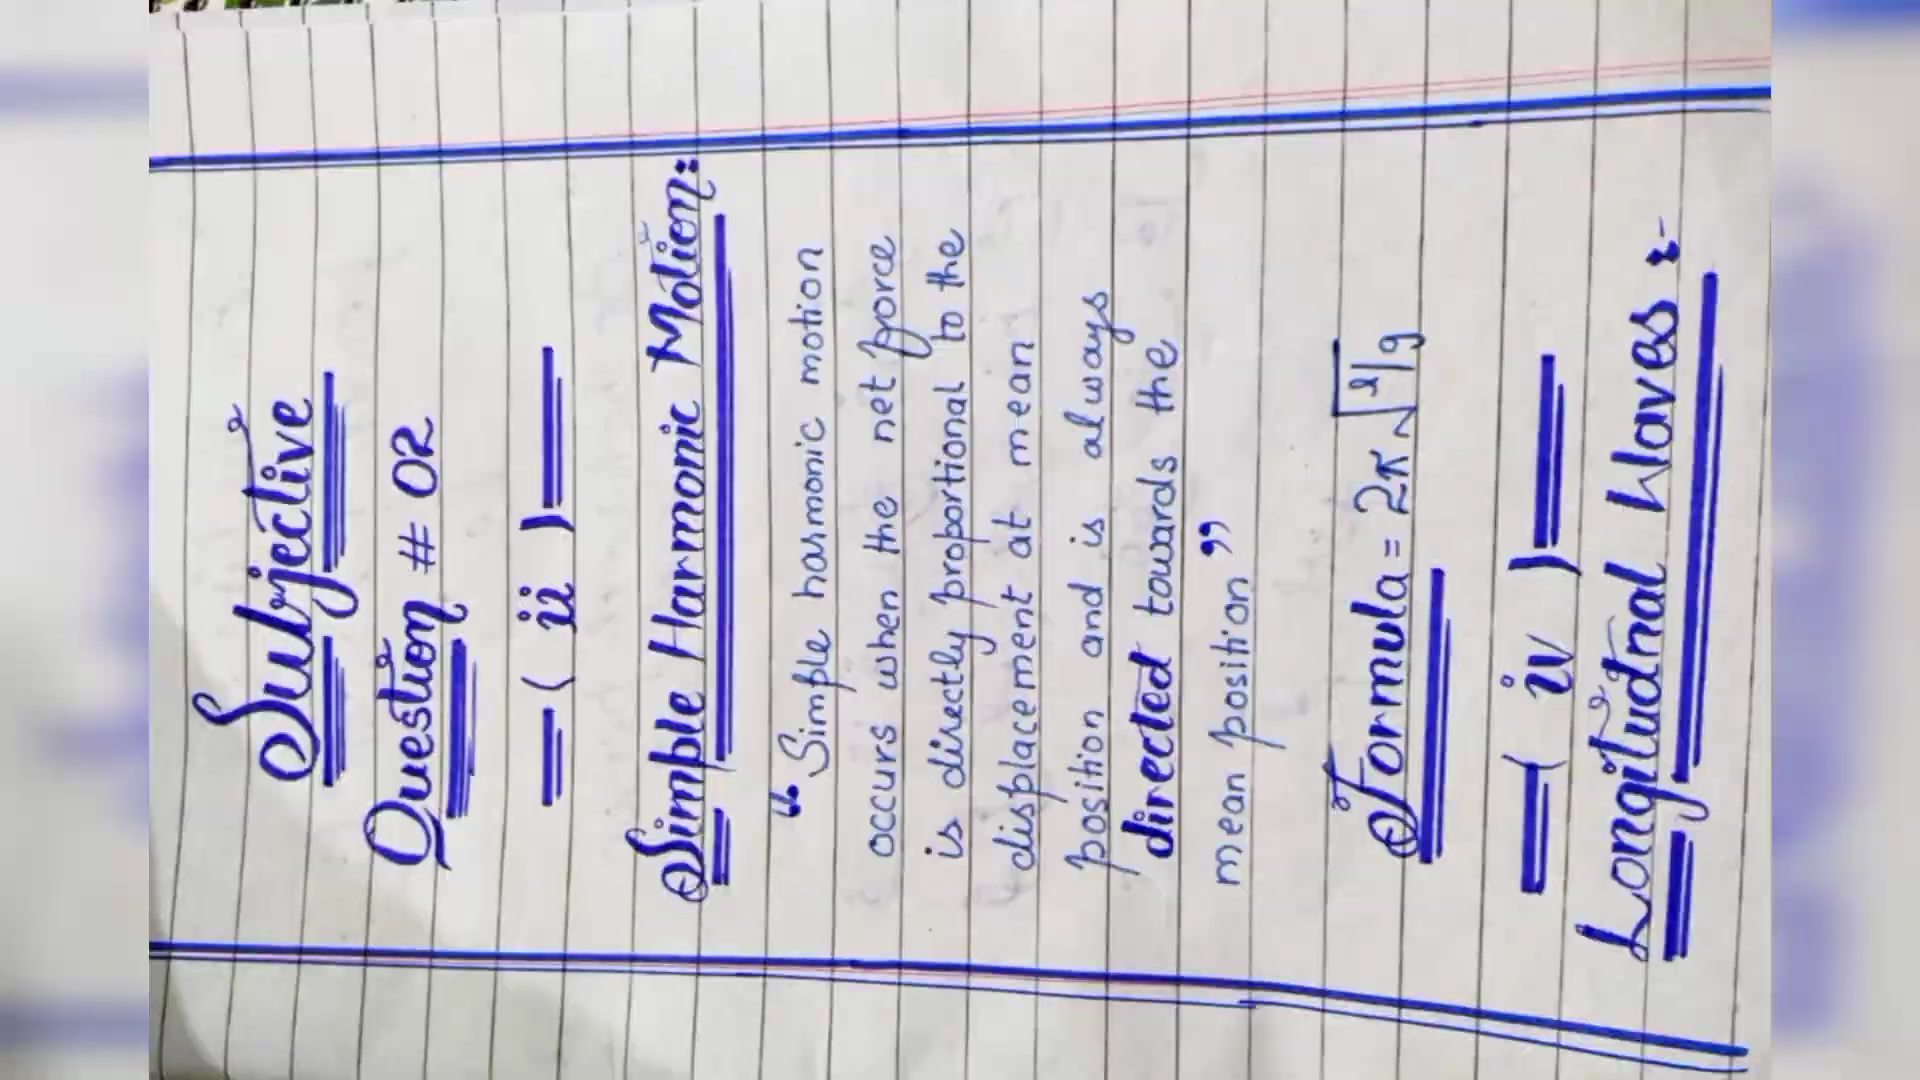 Subjective
Question # 02
( ii )
Simple Harmonic Motion:
“ Simple harmonic motion
occurs when the net force
is directly proportional to the
displacement at mean
position and is always
directed towards the
mean position ”
Formula = 2π√l/g
( iv )
Longitudnal Waves :-